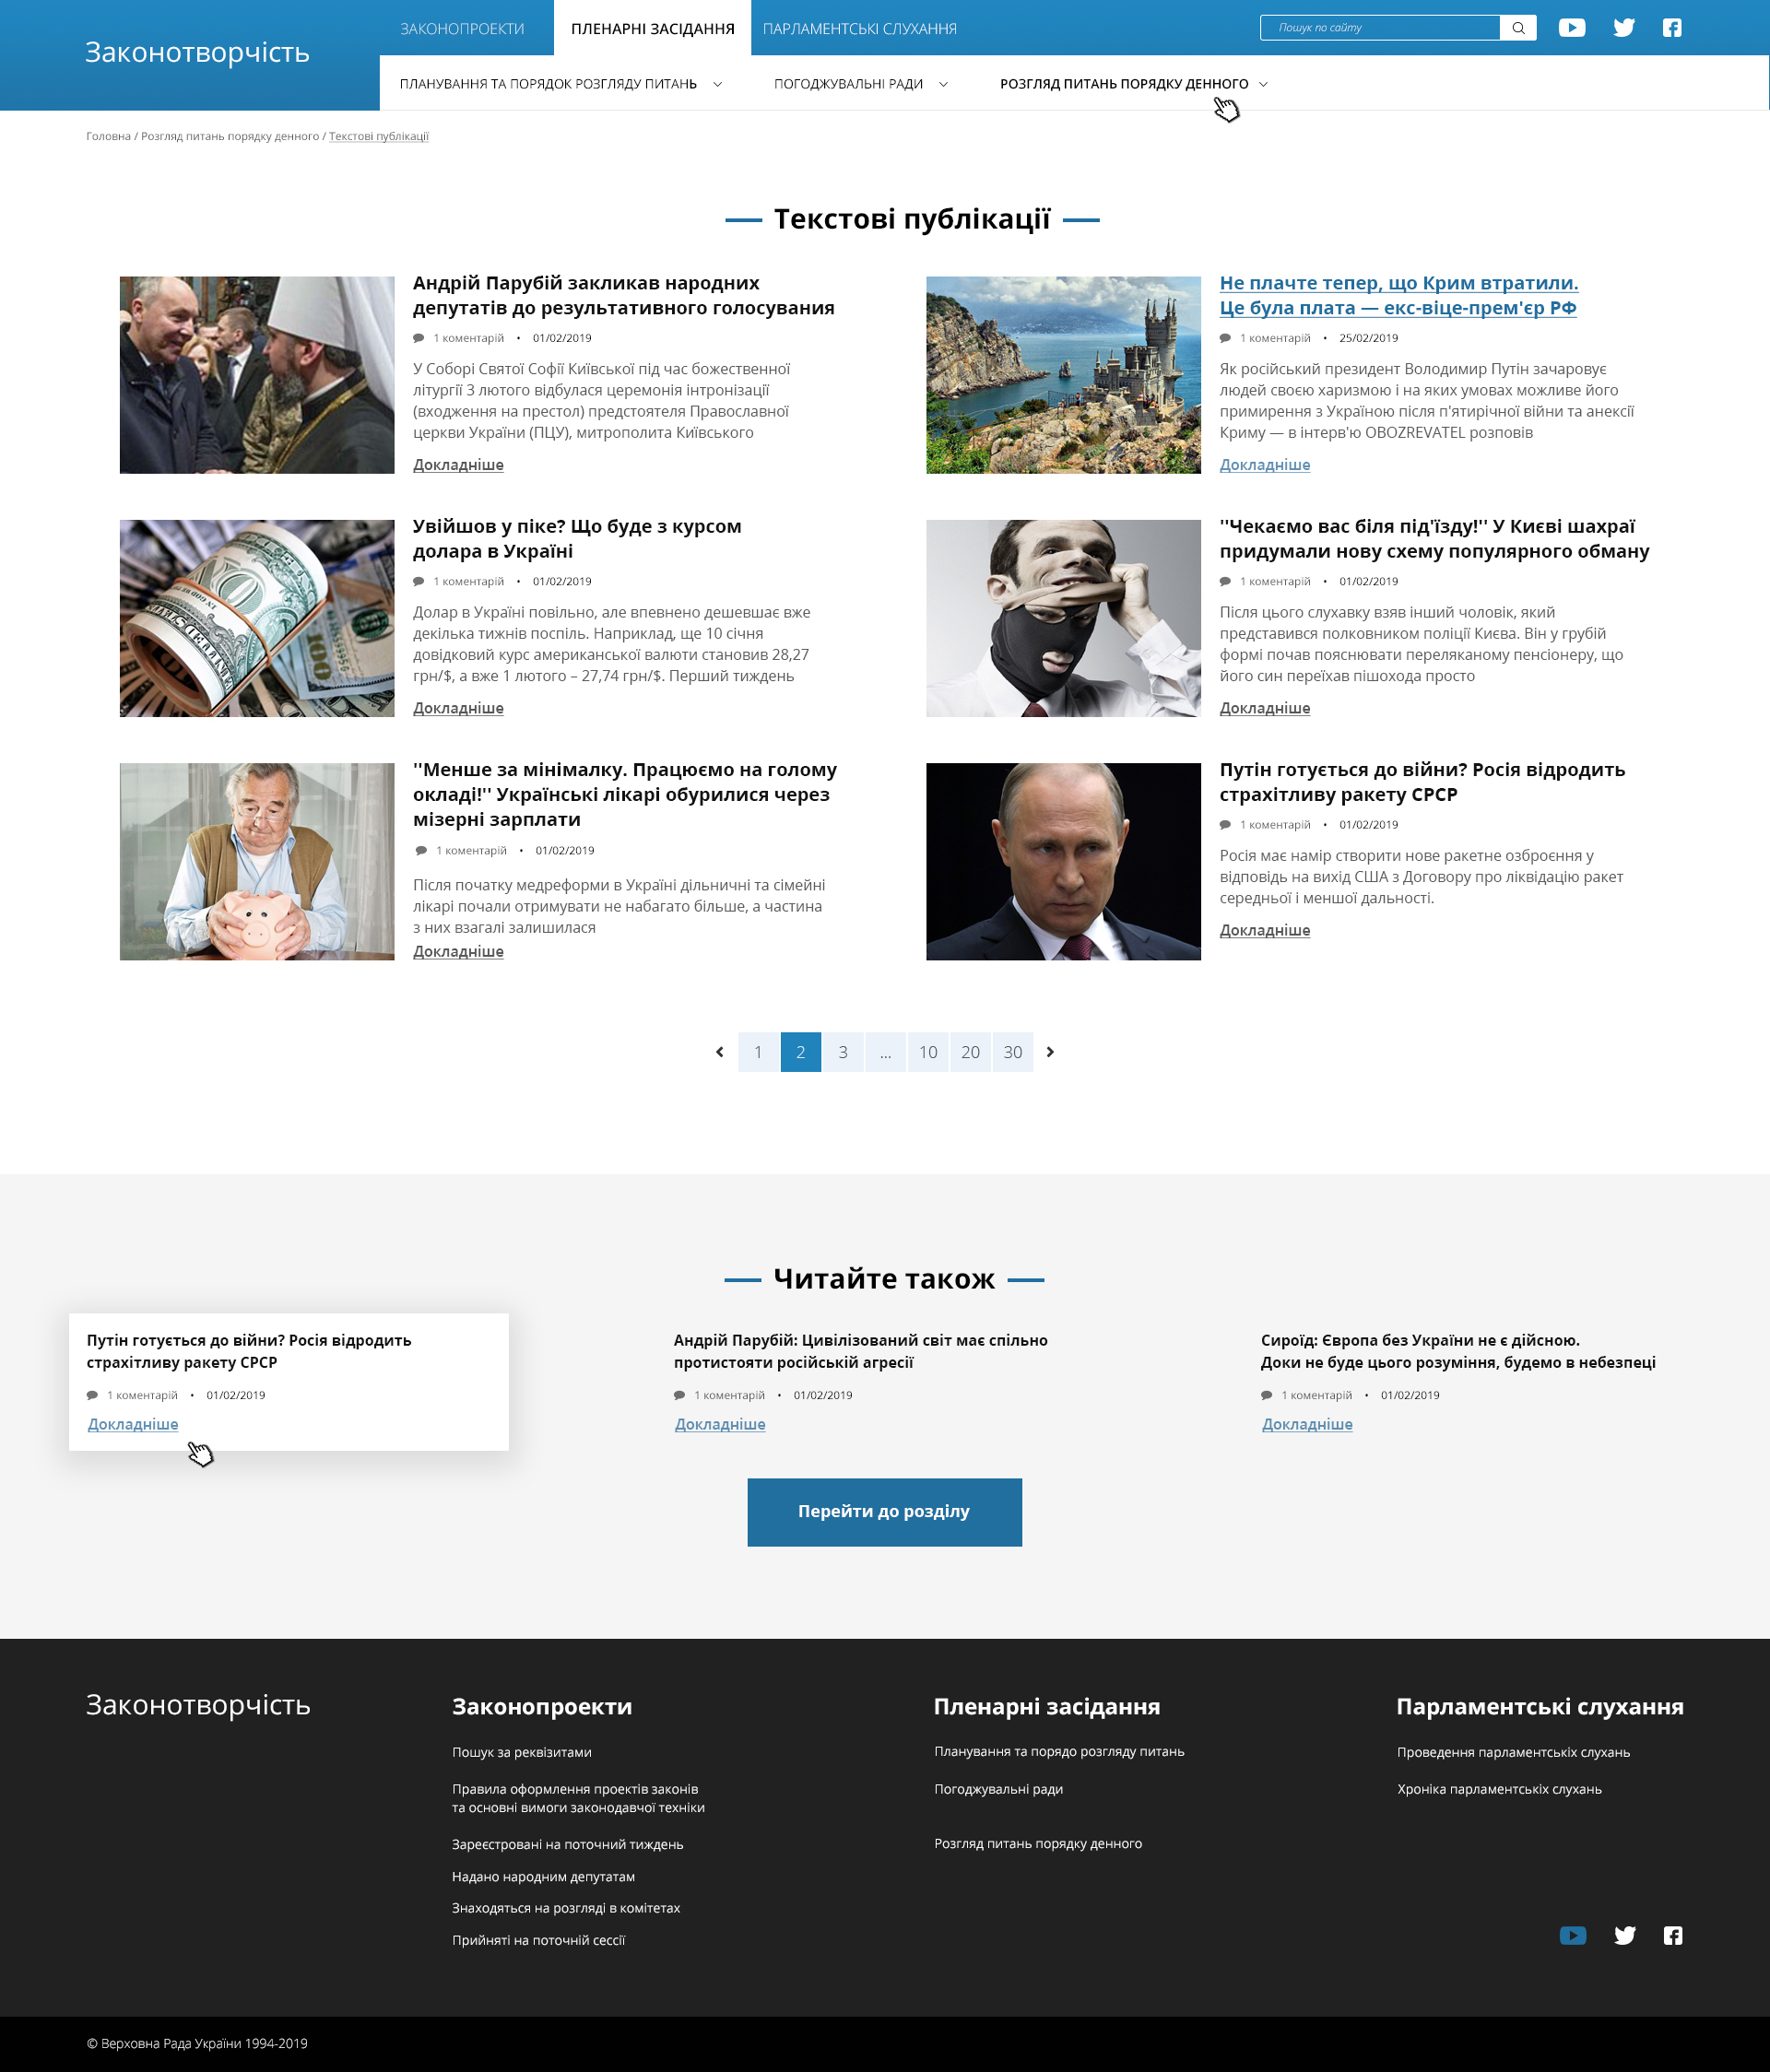 Законотворчість
ЗАКОНОПРОЕКТИ
ПЛЕНАРНІ ЗАСІДАННЯ
ПАРЛАМЕНТСЬКІ СЛУХАННЯ
Пошук по сайту
ПЛАНУВАННЯ ТА ПОРЯДОК РОЗГЛЯДУ ПИТАНЬ
ПОГОДЖУВАЛЬНІ РАДИ
РОЗГЛЯД ПИТАНЬ ПОРЯДКУ ДЕННОГО
Головна / Розгляд питань порядку денного / Текстові публікації
Текстові публікації
Андрій Парубій закликав народних
депутатів до результативного голосування
1 коментарій • 01/02/2019
У Соборі Святої Софії Київської під час божественної
літургії 3 лютого відбулася церемонія інтронізації
(входження на престол) предстоятеля Православної
церкви України (ПЦУ), митрополита Київського
Докладніше
Не плачте тепер, що Крим втратили.
Це була плата — екс-віце-прем'єр РФ
1 коментарій • 25/02/2019
Як російський президент Володимир Путін зачаровує
людей своєю харизмою і на яких умовах можливе його
примирення з Україною після п'ятирічної війни та анексії
Криму — в інтерв'ю OBOZREVATEL розповів
Докладніше
Увійшов у піке? Що буде з курсом
долара в Україні
1 коментарій • 01/02/2019
Долар в Україні повільно, але впевнено дешевшає вже
декілька тижнів поспіль. Наприклад, ще 10 січня
довідковий курс американської валюти становив 28,27
грн/$, а вже 1 лютого – 27,74 грн/$. Перший тиждень
Докладніше
''Чекаємо вас біля під'їзду!'' У Києві шахраї
придумали нову схему популярного обману
1 коментарій • 01/02/2019
Після цього слухавку взяв інший чоловік, який
представився полковником поліції Києва. Він у грубій
формі почав пояснювати переляканому пенсіонеру, що
його син переїхав пішохода просто
Докладніше
''Менше за мінімалку. Працюємо на голому
окладі!'' Українські лікарі обурилися через
мізерні зарплати
1 коментарій • 01/02/2019
Після початку медреформи в Україні дільничні та сімейні
лікарі почали отримувати не набагато більше, а частина
з них взагалі залишилася
Докладніше
Путін готується до війни? Росія відродить
страхітливу ракету СРСР
1 коментарій • 01/02/2019
Росія має намір створити нове ракетне озброєння у
відповідь на вихід США з Договору про ліквідацію ракет
середньої і меншої дальності.
Докладніше
1 2 3 ... 10 20 30
Читайте також
Путін готується до війни? Росія відродить
страхітливу ракету СРСР
1 коментарій • 01/02/2019
Докладніше
Андрій Парубій: Цивілізований світ має спільно
протистояти російській агресії
1 коментарій • 01/02/2019
Докладніше
Сироїд: Європа без України не є дійсною.
Доки не буде цього розуміння, будемо в небезпеці
1 коментарій • 01/02/2019
Докладніше
Перейти до розділу
Законотворчість
Законопроекти
Пошук за реквізитами
Правила оформлення проектів законів
та основні вимоги законодавчої техніки
Зареєстровані на поточний тиждень
Надано народним депутатам
Знаходяться на розгляді в комітетах
Прийняті на поточній сессії
Пленарні засідання
Планування та порядо розгляду питань
Погоджувальні ради
Розгляд питань порядку денного
Парламентські слухання
Проведення парламентськіх слухань
Хроніка парламентськіх слухань
© Верховна Рада України 1994-2019